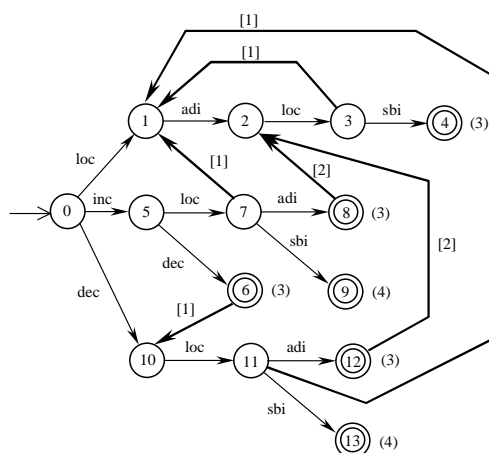 [1]
[1]
adi
loc
sbi
1
2
3
4
(3)
loc
[1]
[2]
inc
loc
adi
0
5
7
8
(3)
dec
sbi
[2]
dec
6
(3)
9
(4)
[1]
loc
adi
10
11
12
(3)
sbi
13
(4)